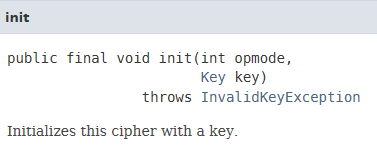 init
public final void init(int opmode,
Key key)
throws InvalidKeyException
Initializes this cipher with a key.